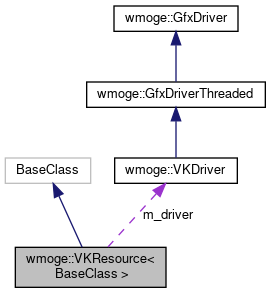 wmoge::GfxDriver
wmoge::GfxDriverThreaded
BaseClass
wmoge::VKDriver
m_driver
wmoge::VKResource<
BaseClass >